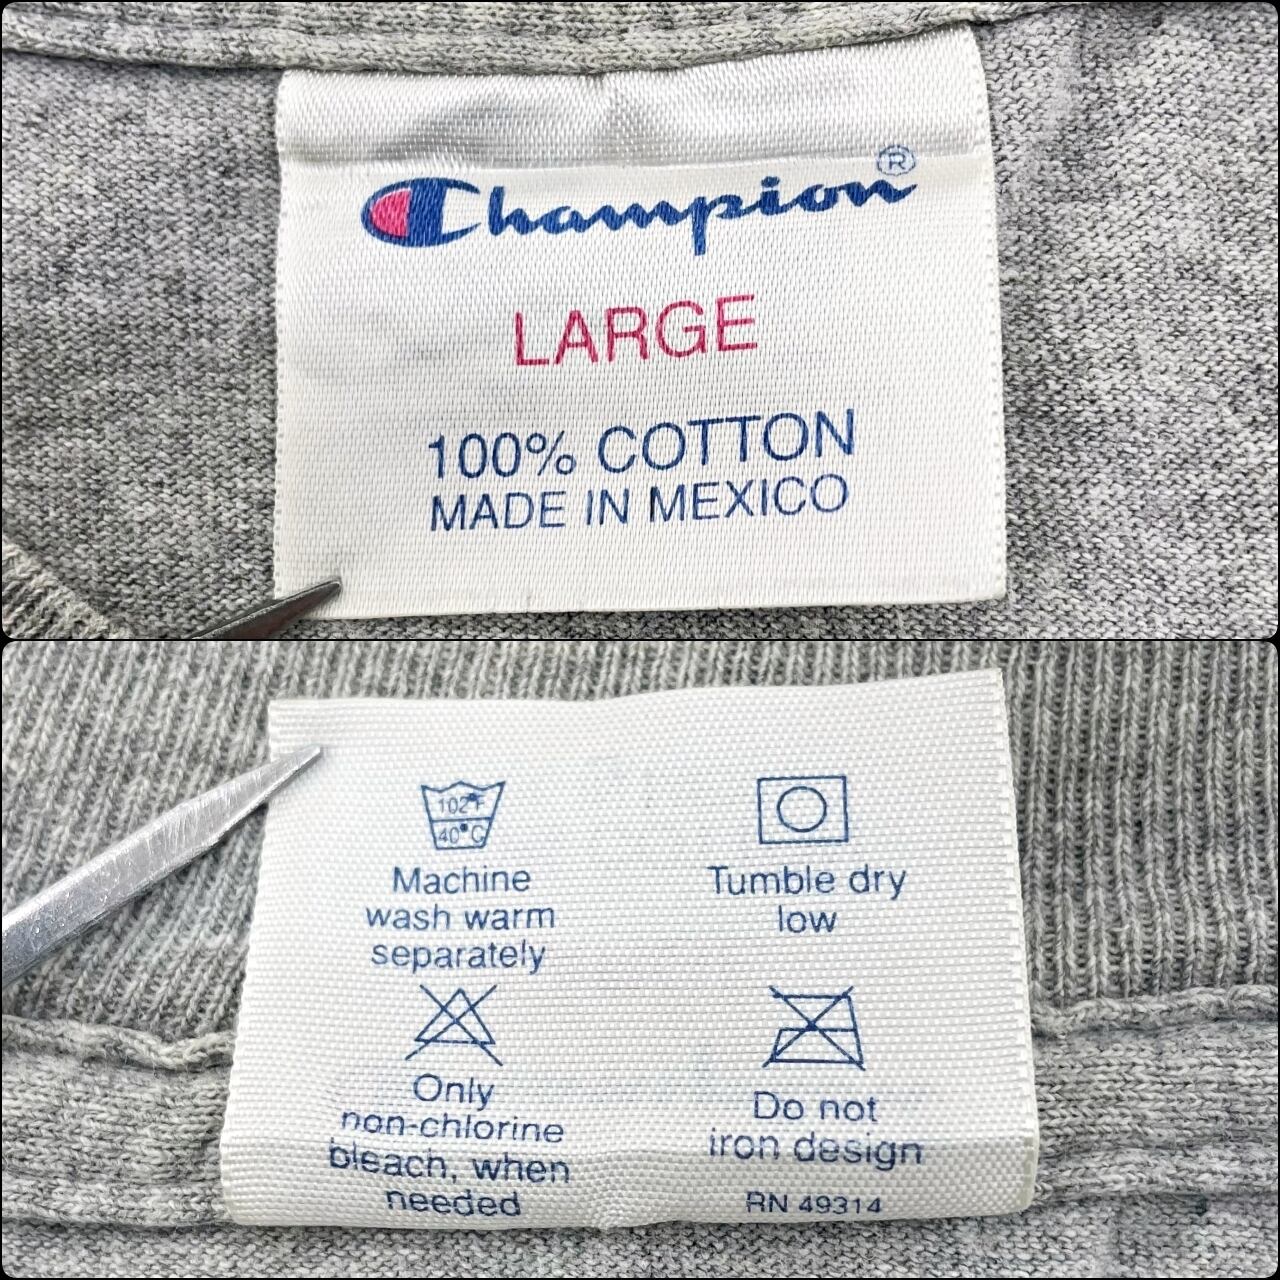 Champion®
LARGE
100% COTTON
MADE IN MEXICO
102°F
40°C
Machine
wash warm
separately
Tumble dry
low
Only
non-chlorine
bleach, when
needed
Do not
iron design
RN 49314